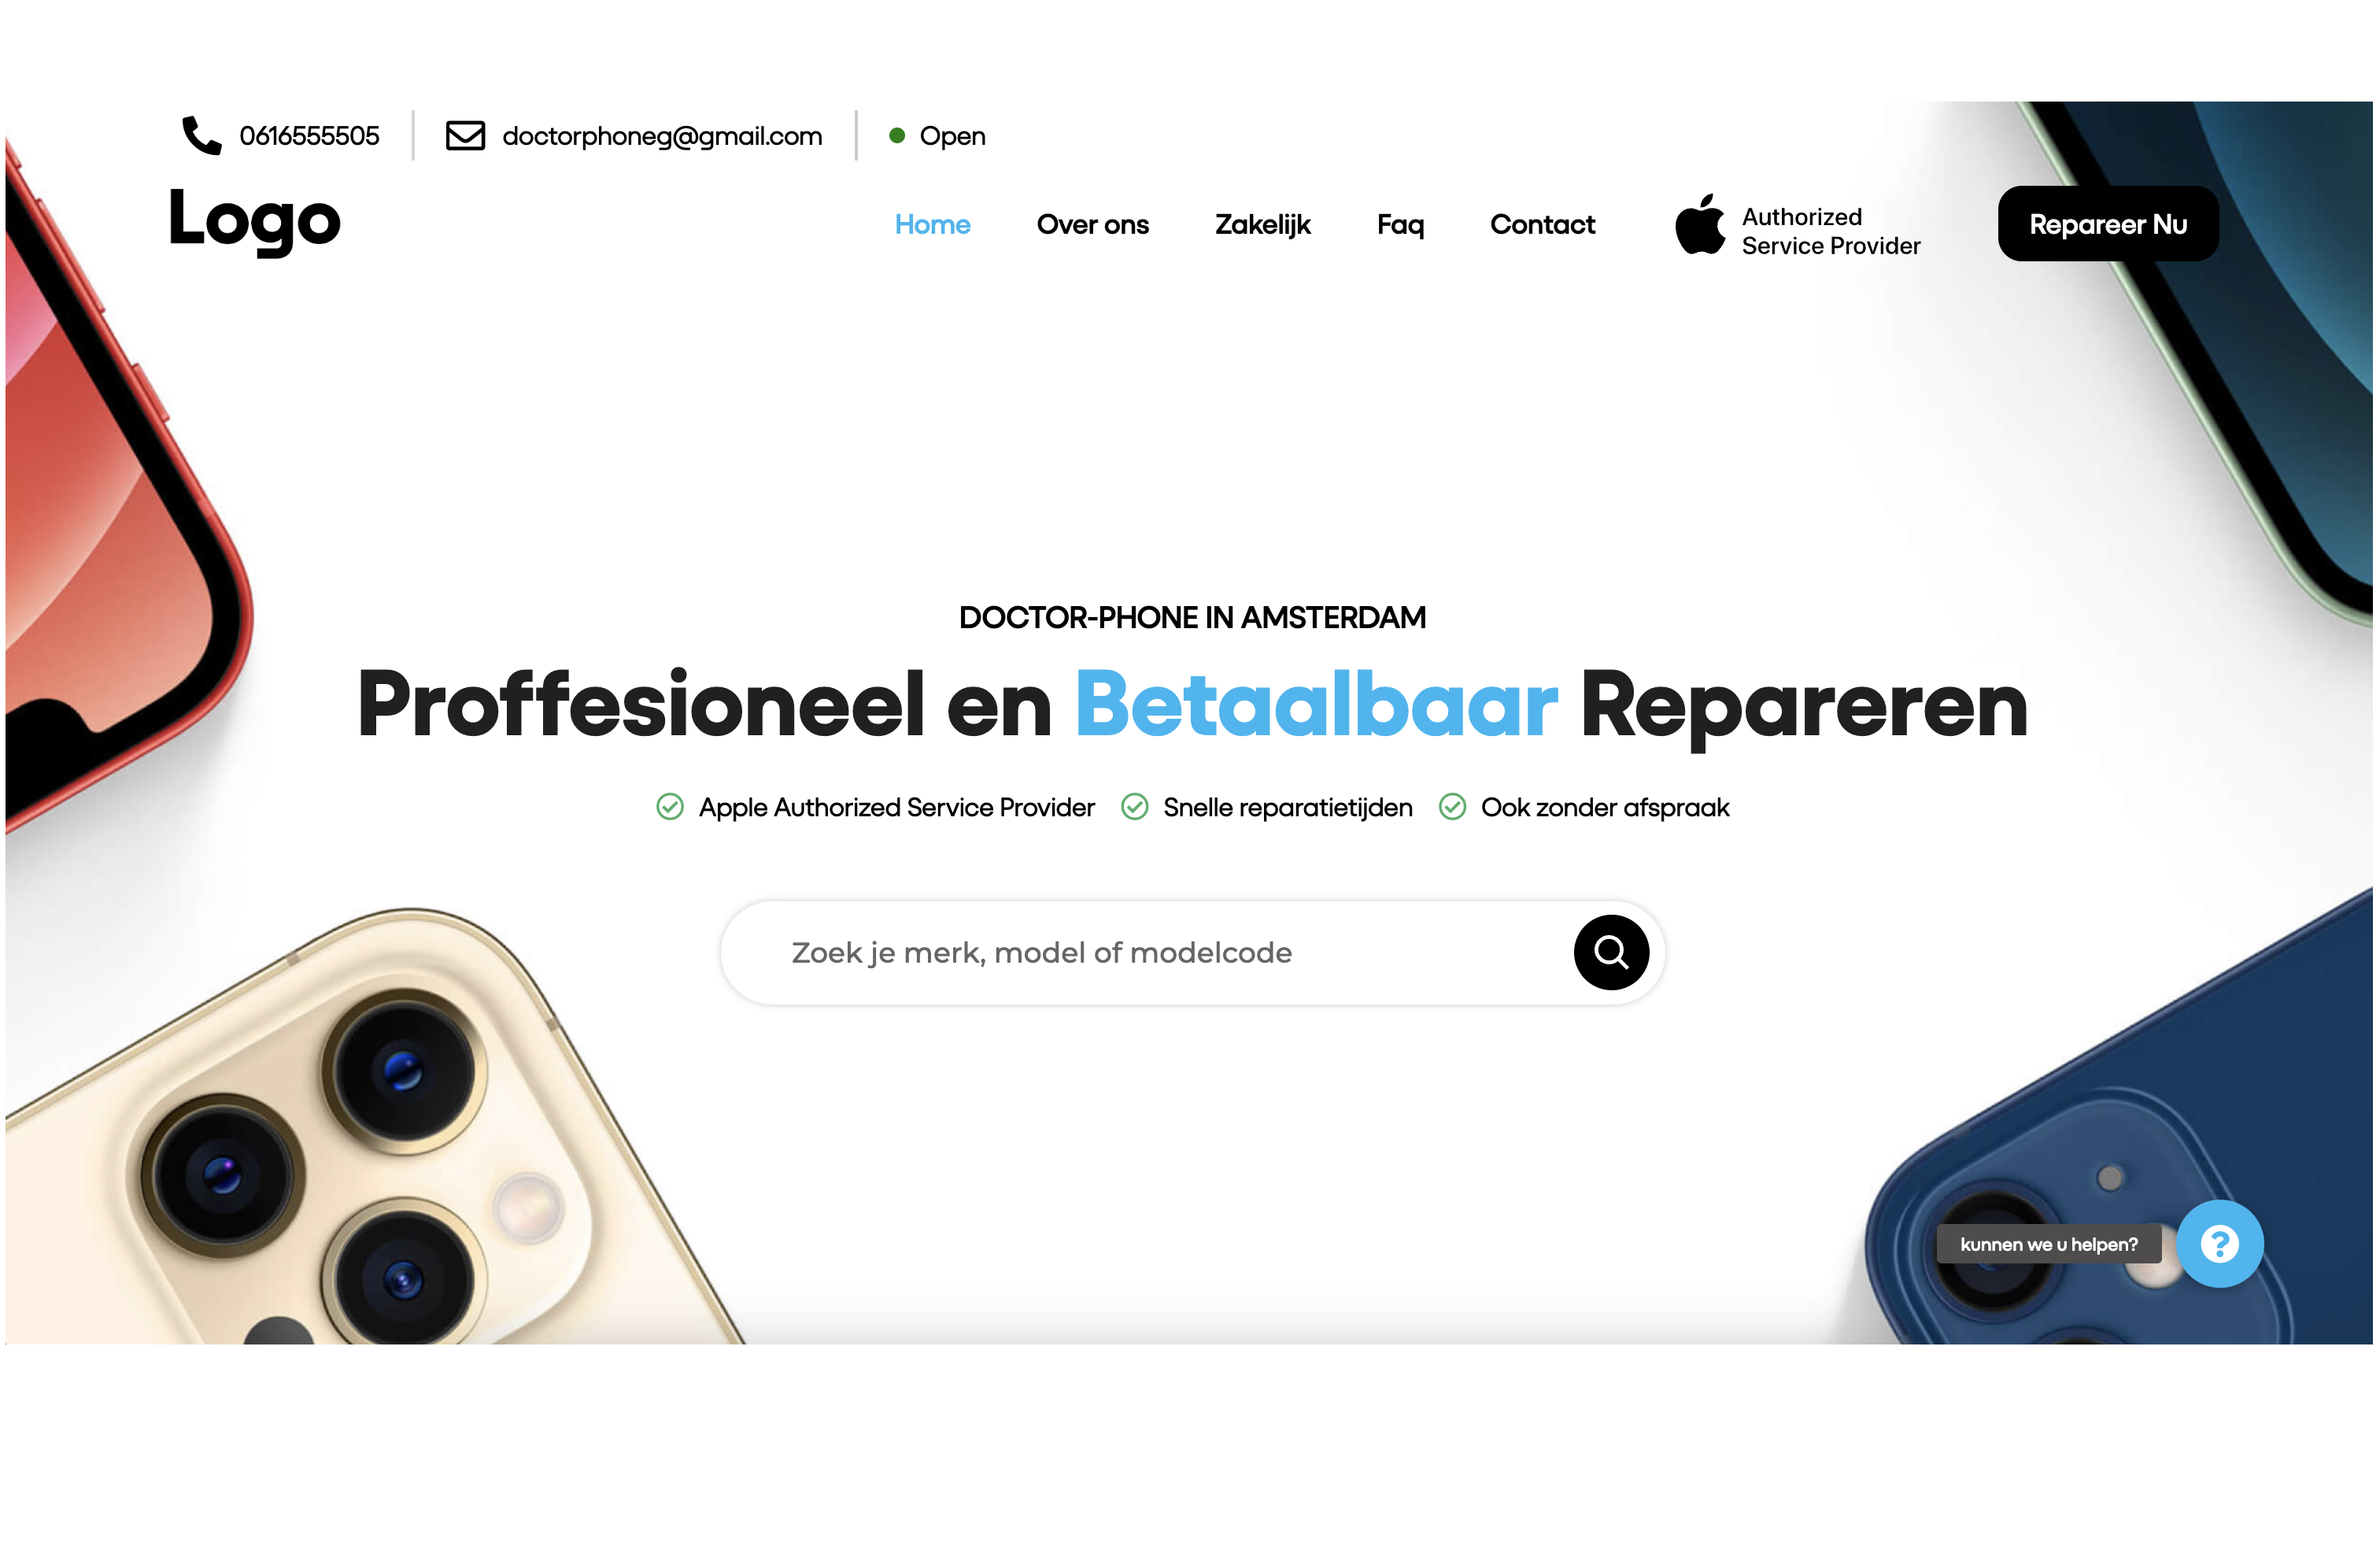 0616555505
doctorphoneg@gmail.com
Open
Logo
Home
Over ons
Zakelijk
Faq
Contact
Authorized
Service Provider
Repareer Nu
DOCTOR-PHONE IN AMSTERDAM
Proffesioneel en Betaalbaar Repareren
Apple Authorized Service Provider
Snelle reparatietijden
Ook zonder afspraak
Zoek je merk, model of modelcode
kunnen we u helpen?